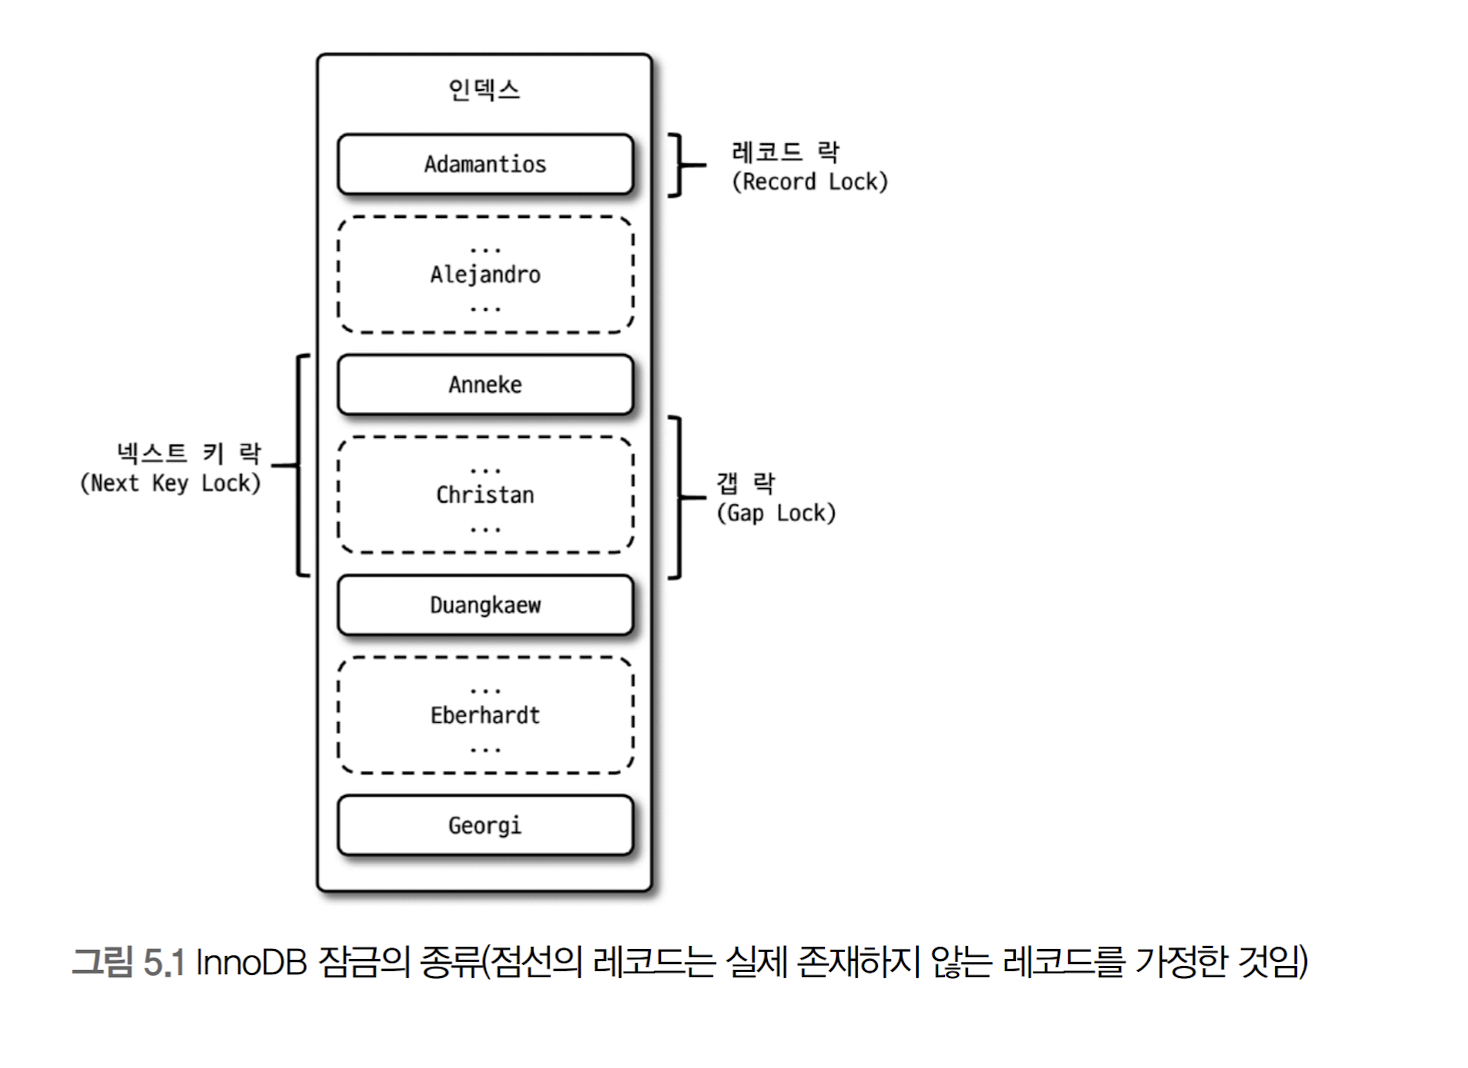 인덱스
Adamantios
레코드 락
(Record Lock)
...
Alejandro
...
Anneke
넥스트 키 락
(Next Key Lock)
...
Christan
...
갭 락
(Gap Lock)
Duangkaew
...
Eberhardt
...
Georgi
그림 5.1 InnoDB 잠금의 종류(점선의 레코드는 실제 존재하지 않는 레코드를 가정한 것임)